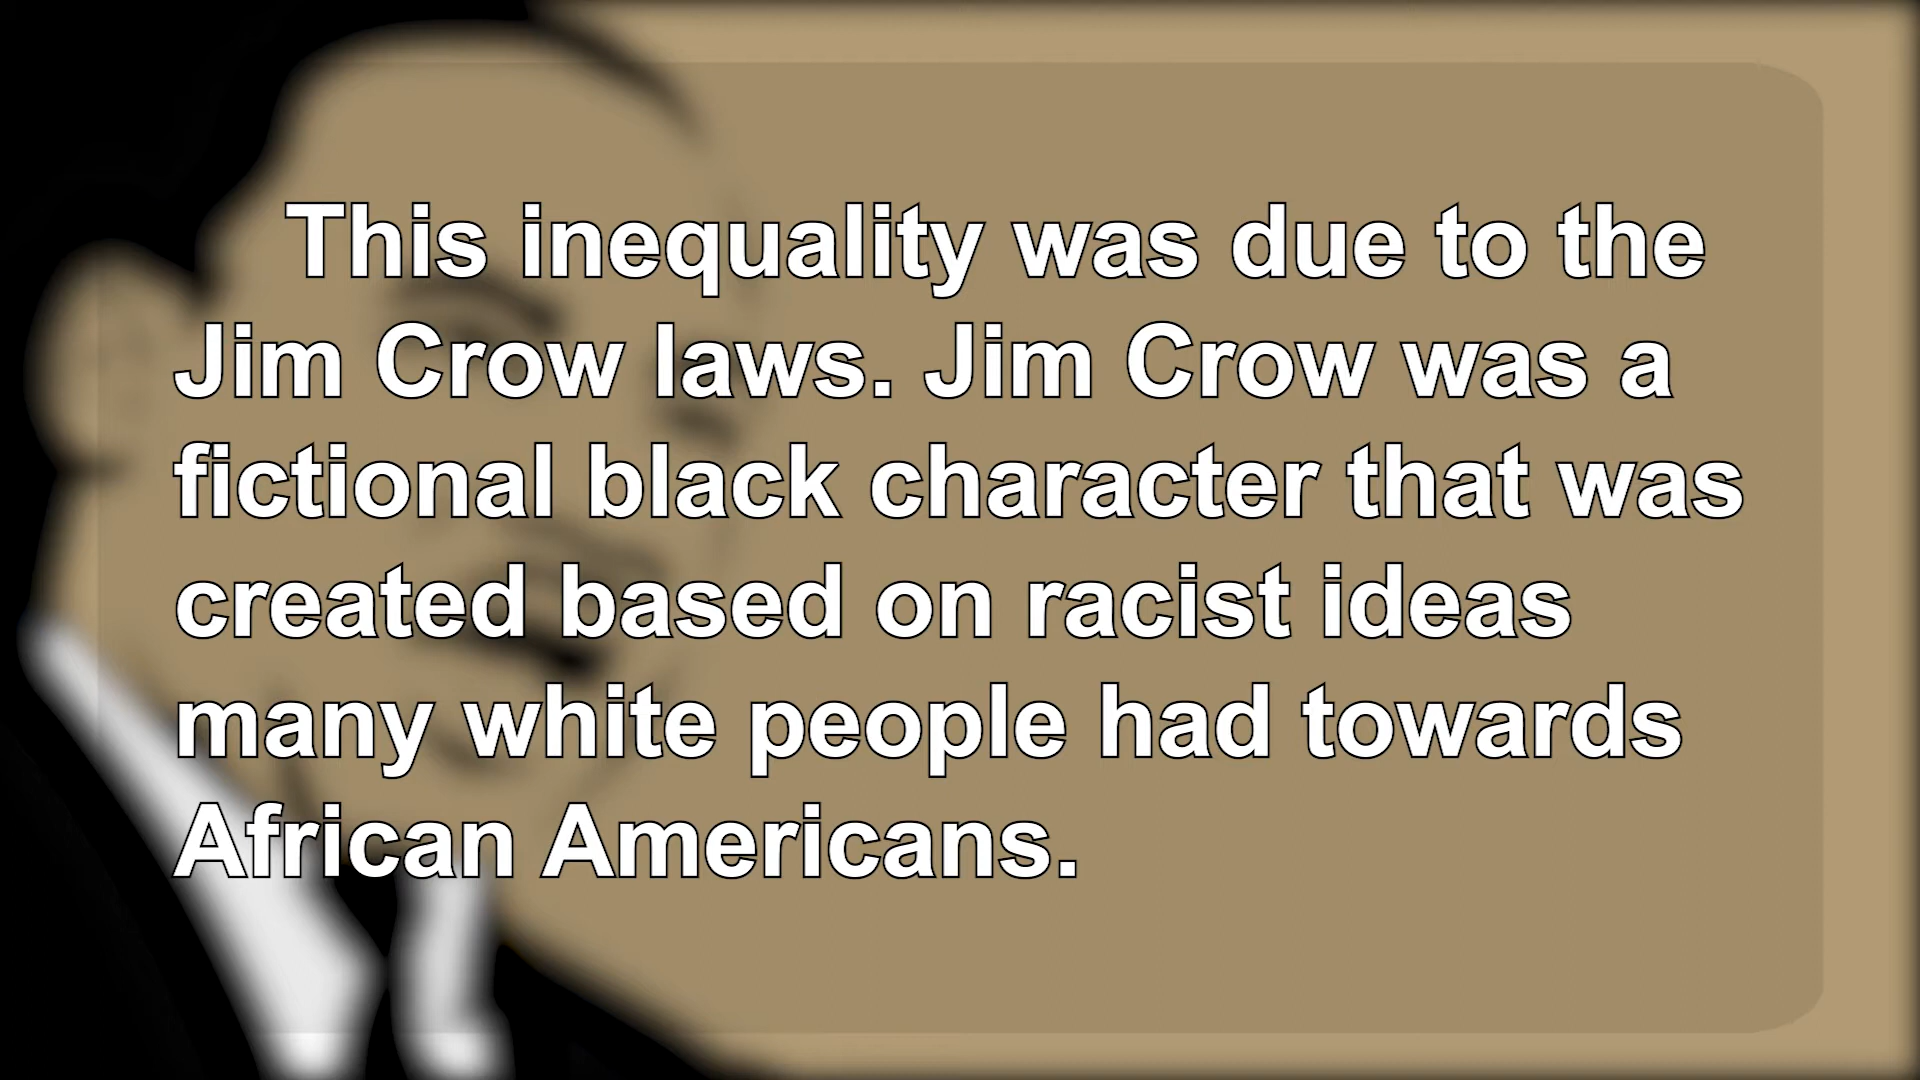 This inequality was due to the
Jim Crow laws. Jim Crow was a
fictional black character that was
created based on racist ideas
many white people had towards
African Americans.